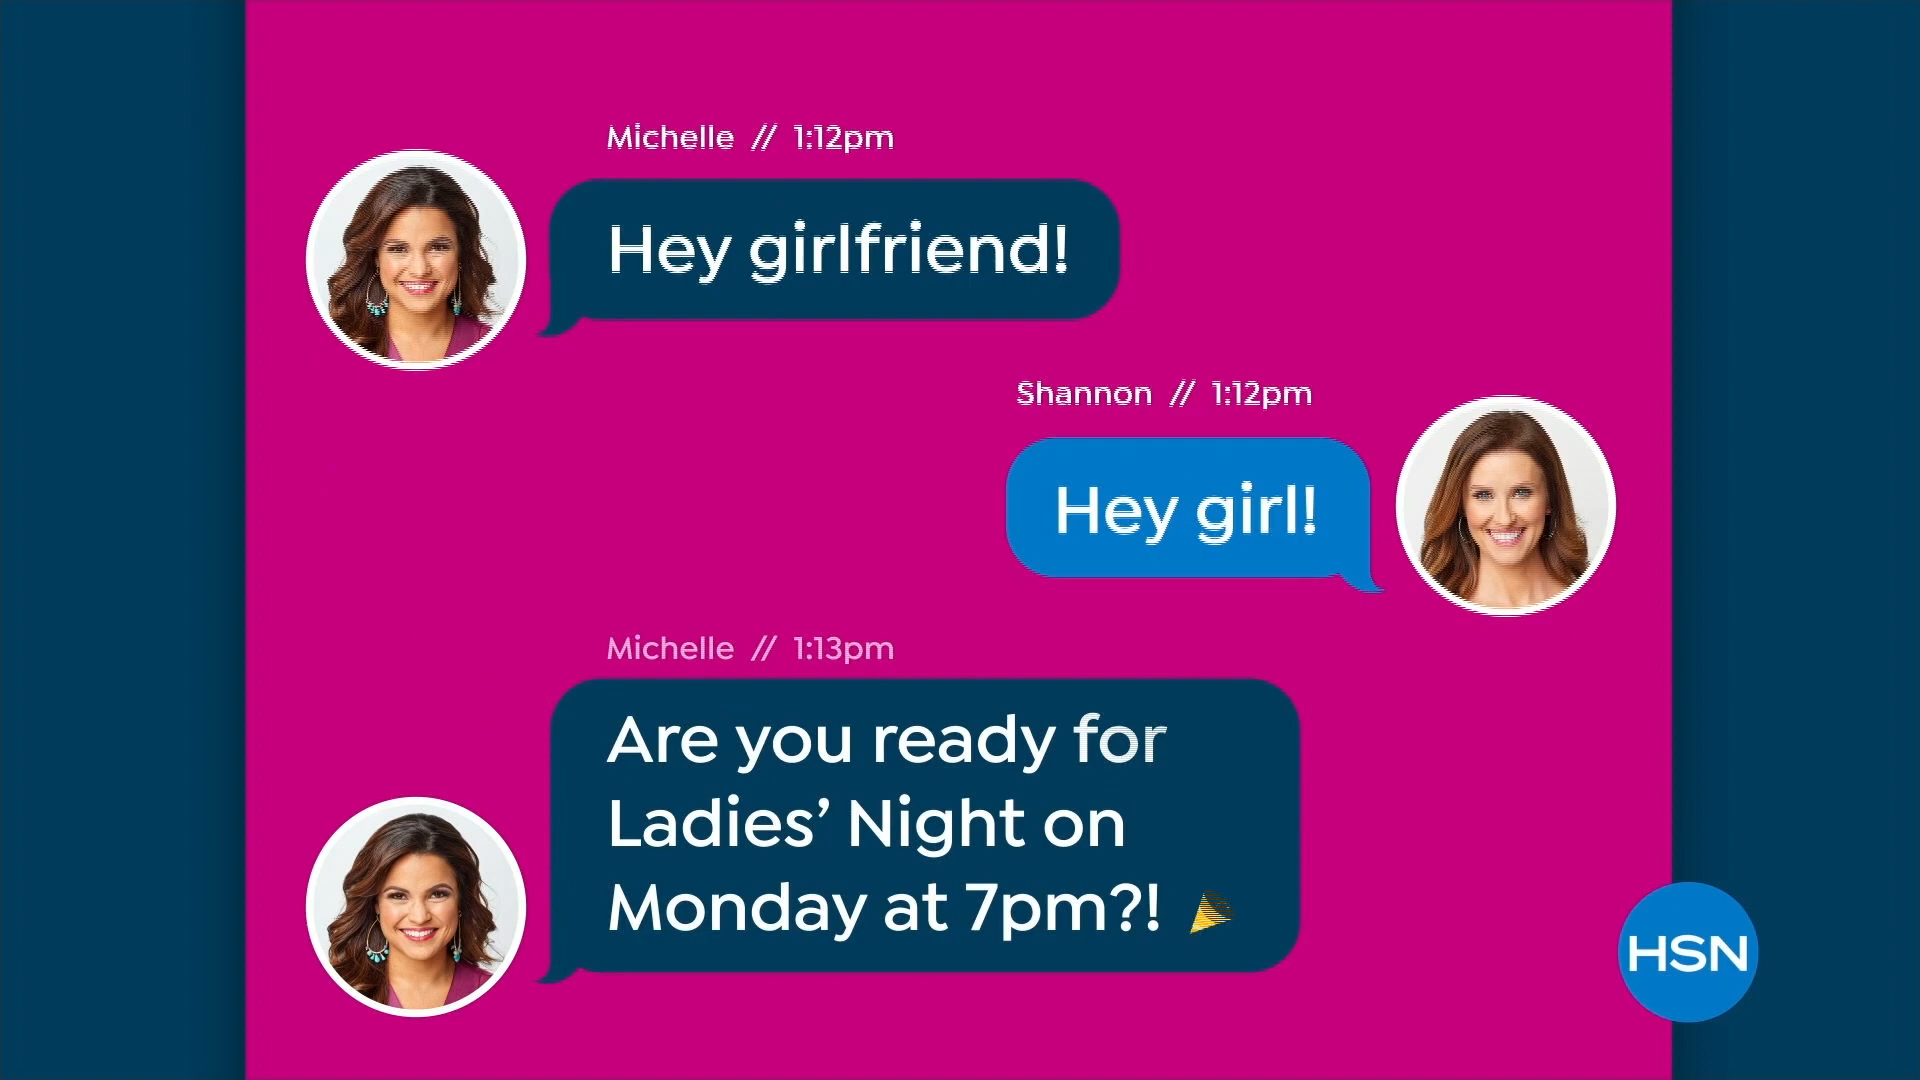 Michelle // 1:12pm
Hey girlfriend!
Shannon // 1:12pm
Hey girl!
Michelle // 1:13pm
Are you ready for
Ladies’ Night on
Monday at 7pm?! 🎉
HSN